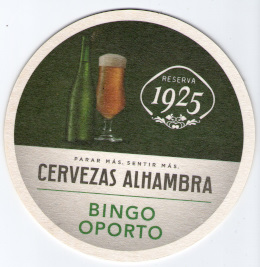 RESERVA
1925
PARAR MÁS, SENTIR MÁS.
CERVEZAS ALHAMBRA
BINGO
OPORTO